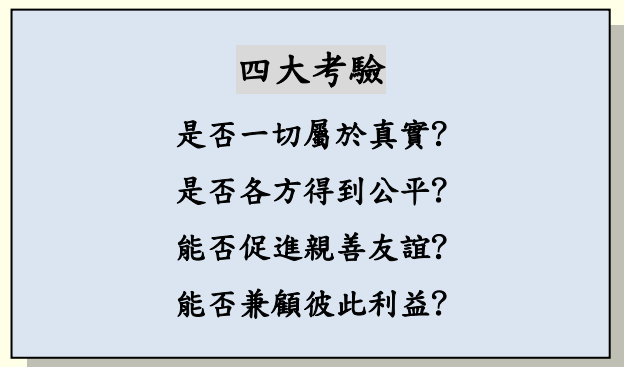 四大考驗
是否一切屬於真實?
是否各方得到公平?
能否促進親善友誼?
能否兼顧彼此利益?